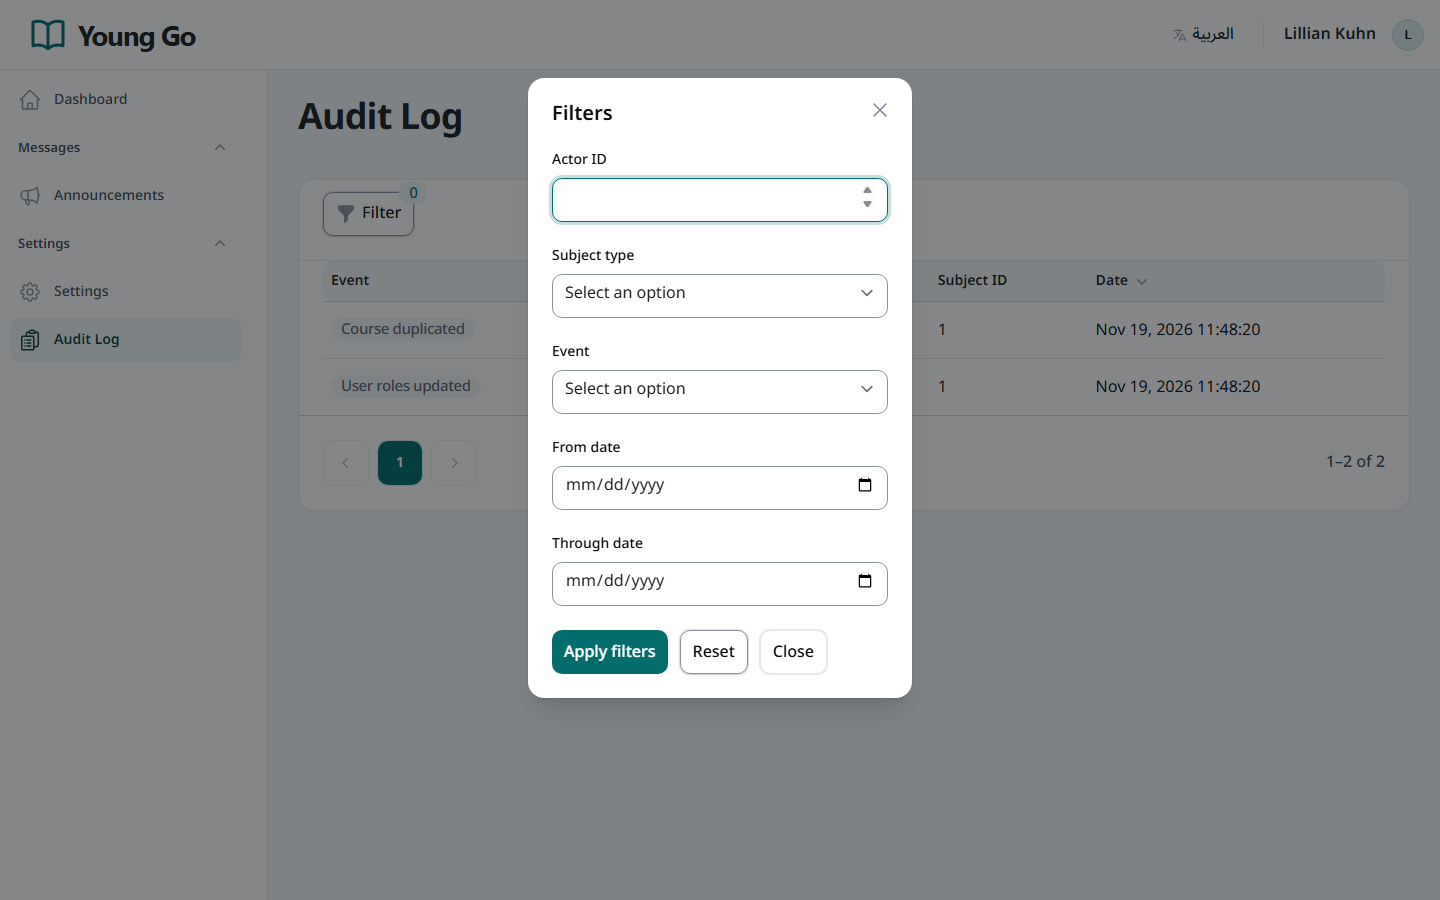 Young Go
العربية
Lillian Kuhn
L
Dashboard
Messages
Announcements
Settings
Settings
Audit Log
Audit Log
Filter
0
Event
Subject ID
Date
Course duplicated
1
Nov 19, 2026 11:48:20
User roles updated
1
Nov 19, 2026 11:48:20
1
1–2 of 2
Filters
Actor ID
Subject type
Select an option
Event
Select an option
From date
mm/dd/yyyy
Through date
mm/dd/yyyy
Apply filters
Reset
Close